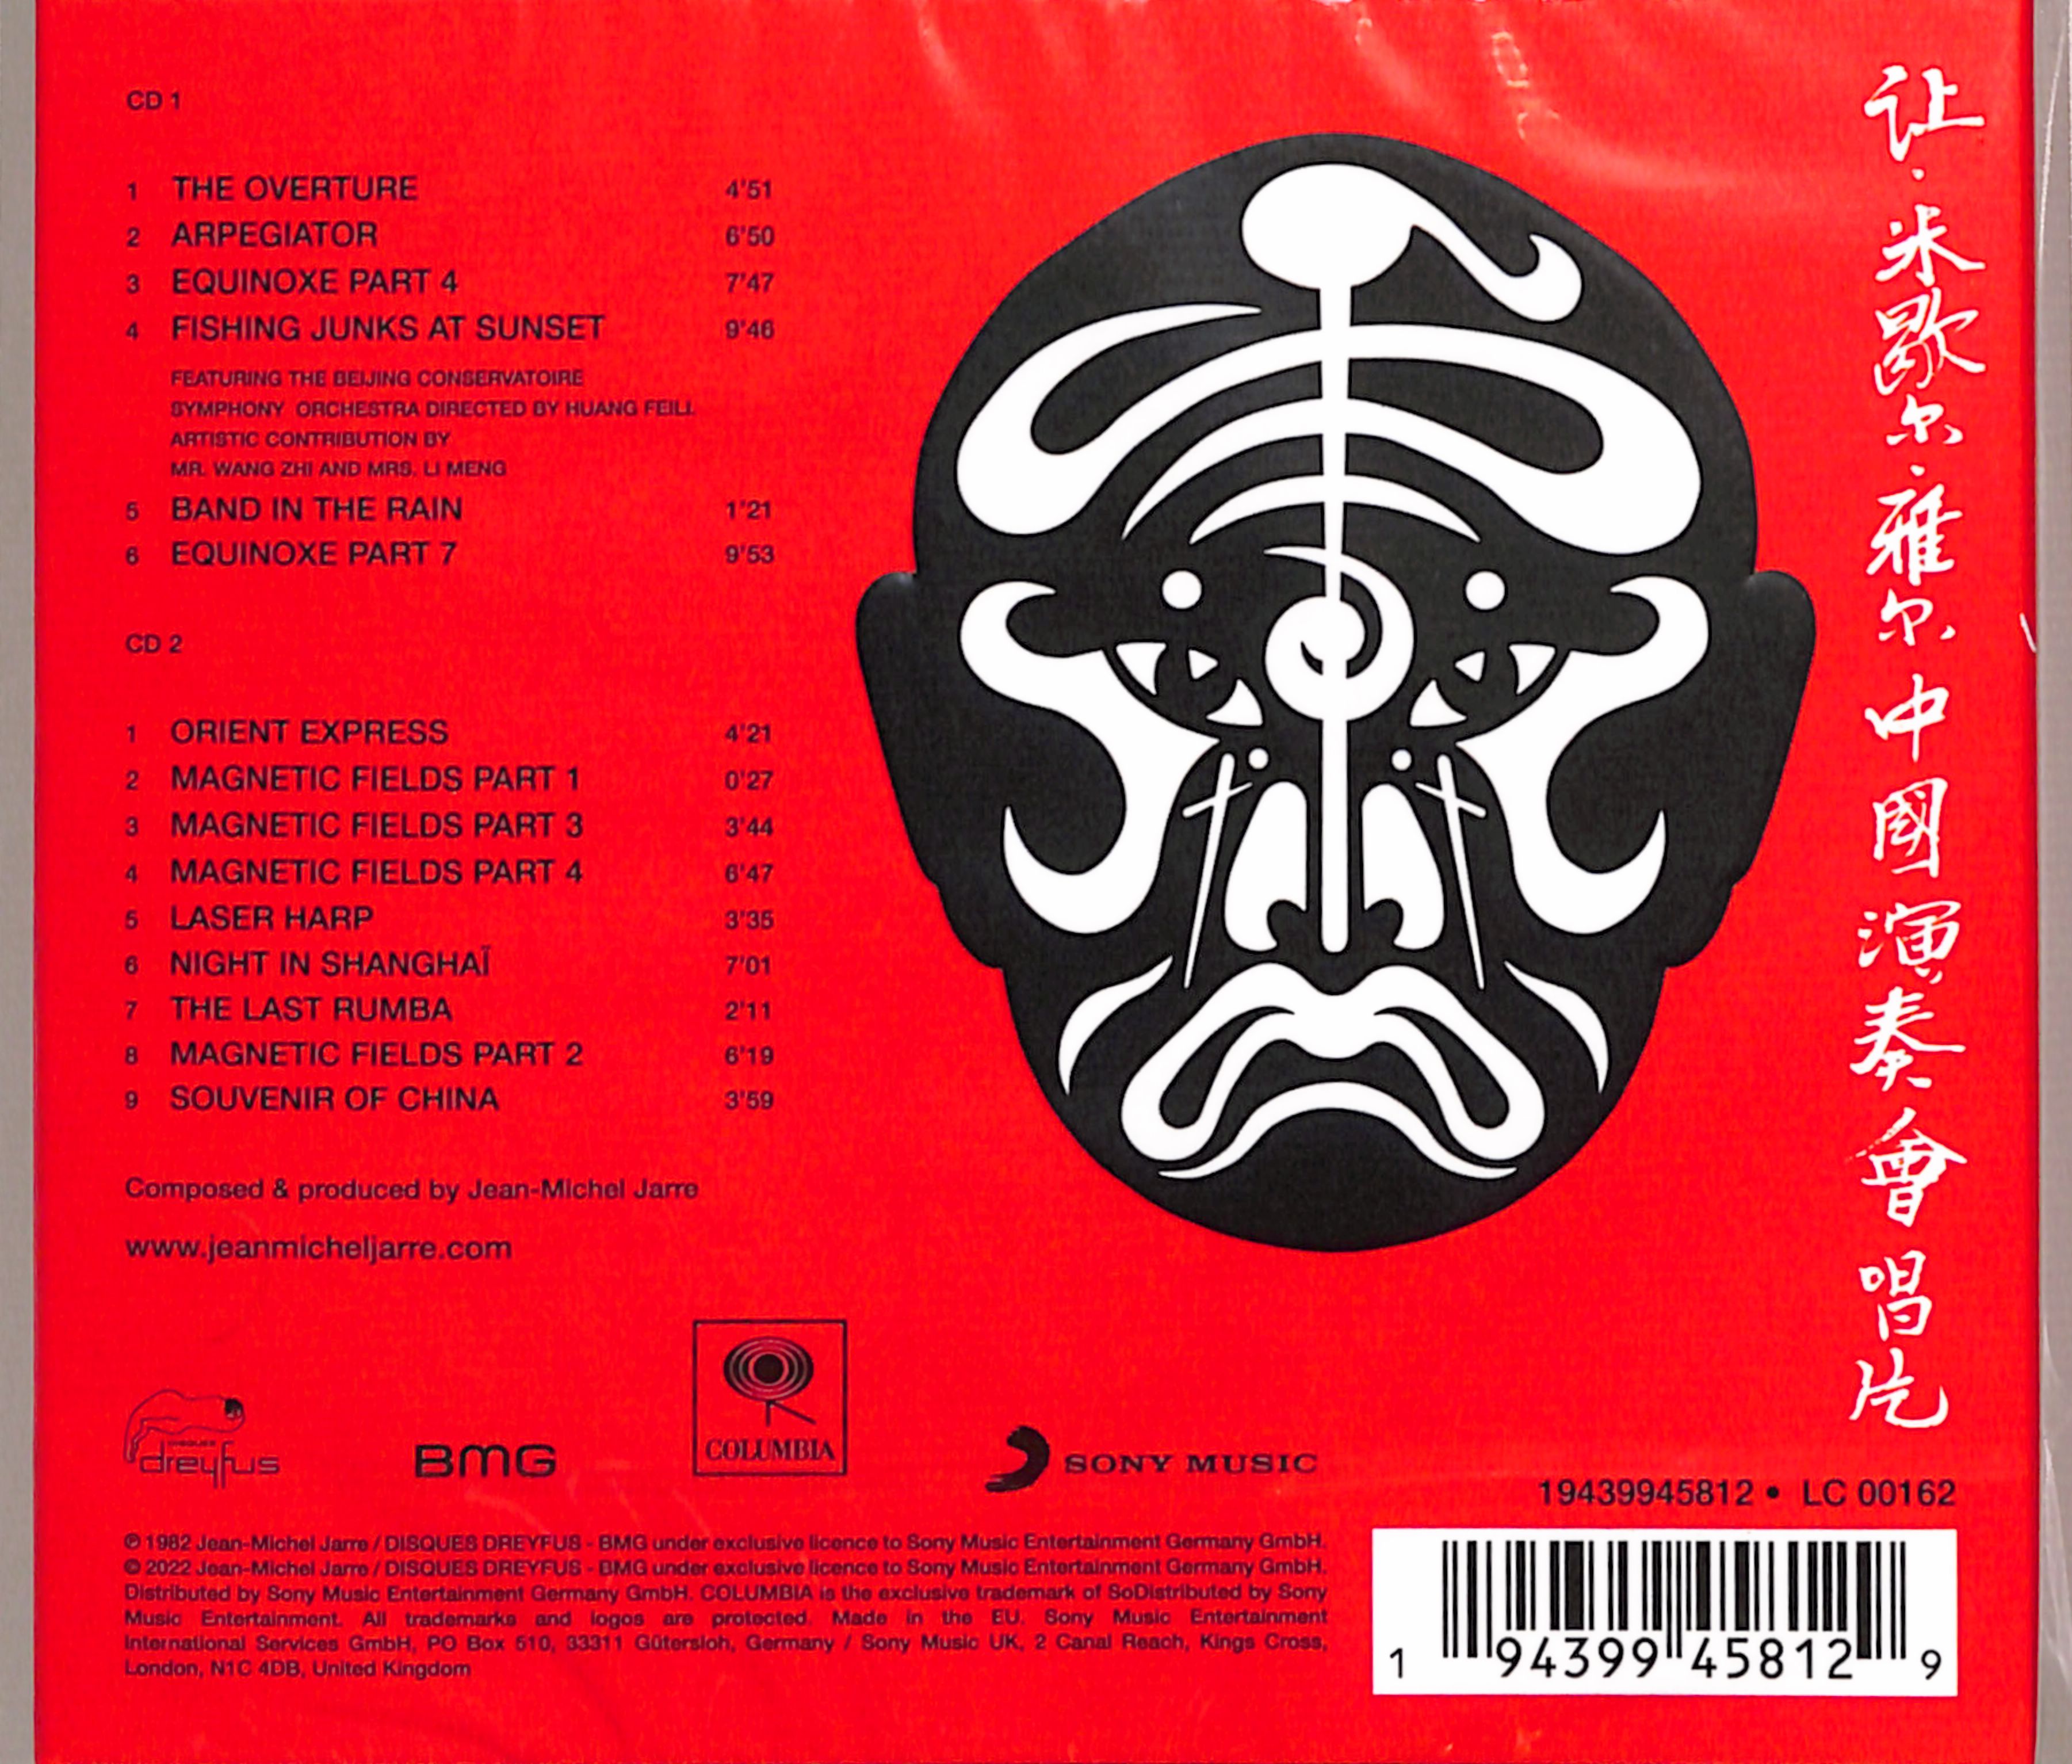 CD 1
1 THE OVERTURE 4'51
2 ARPEGIATOR 6'50
3 EQUINOXE PART 4 7'47
4 FISHING JUNKS AT SUNSET 9'46
FEATURING THE BEIJING CONSERVATOIRE
SYMPHONY ORCHESTRA DIRECTED BY HUANG FEILI.
ARTISTIC CONTRIBUTION BY
MR. WANG ZHI AND MRS. LI MENG
5 BAND IN THE RAIN 1'21
6 EQUINOXE PART 7 9'53
CD 2
1 ORIENT EXPRESS 4'21
2 MAGNETIC FIELDS PART 1 0'27
3 MAGNETIC FIELDS PART 3 3'44
4 MAGNETIC FIELDS PART 4 6'47
5 LASER HARP 3'35
6 NIGHT IN SHANGHAÏ 7'01
7 THE LAST RUMBA 2'11
8 MAGNETIC FIELDS PART 2 6'19
9 SOUVENIR OF CHINA 3'59
Composed & produced by Jean-Michel Jarre
www.jeanmicheljarre.com
让·米歇尔·雅尔中國演奏會唱片
DISQUES
dreyfus
BMG
COLUMBIA
SONY MUSIC
19439945812 • LC 00162
℗ 1982 Jean-Michel Jarre / DISQUES DREYFUS - BMG under exclusive licence to Sony Music Entertainment Germany GmbH.
© 2022 Jean-Michel Jarre / DISQUES DREYFUS - BMG under exclusive licence to Sony Music Entertainment Germany GmbH.
Distributed by Sony Music Entertainment Germany GmbH. COLUMBIA is the exclusive trademark of SoDistributed by Sony
Music Entertainment. All trademarks and logos are protected. Made in the EU. Sony Music Entertainment
International Services GmbH, PO Box 510, 33311 Gütersloh, Germany / Sony Music UK, 2 Canal Reach, Kings Cross,
London, N1C 4DB, United Kingdom
1 94399 45812 9